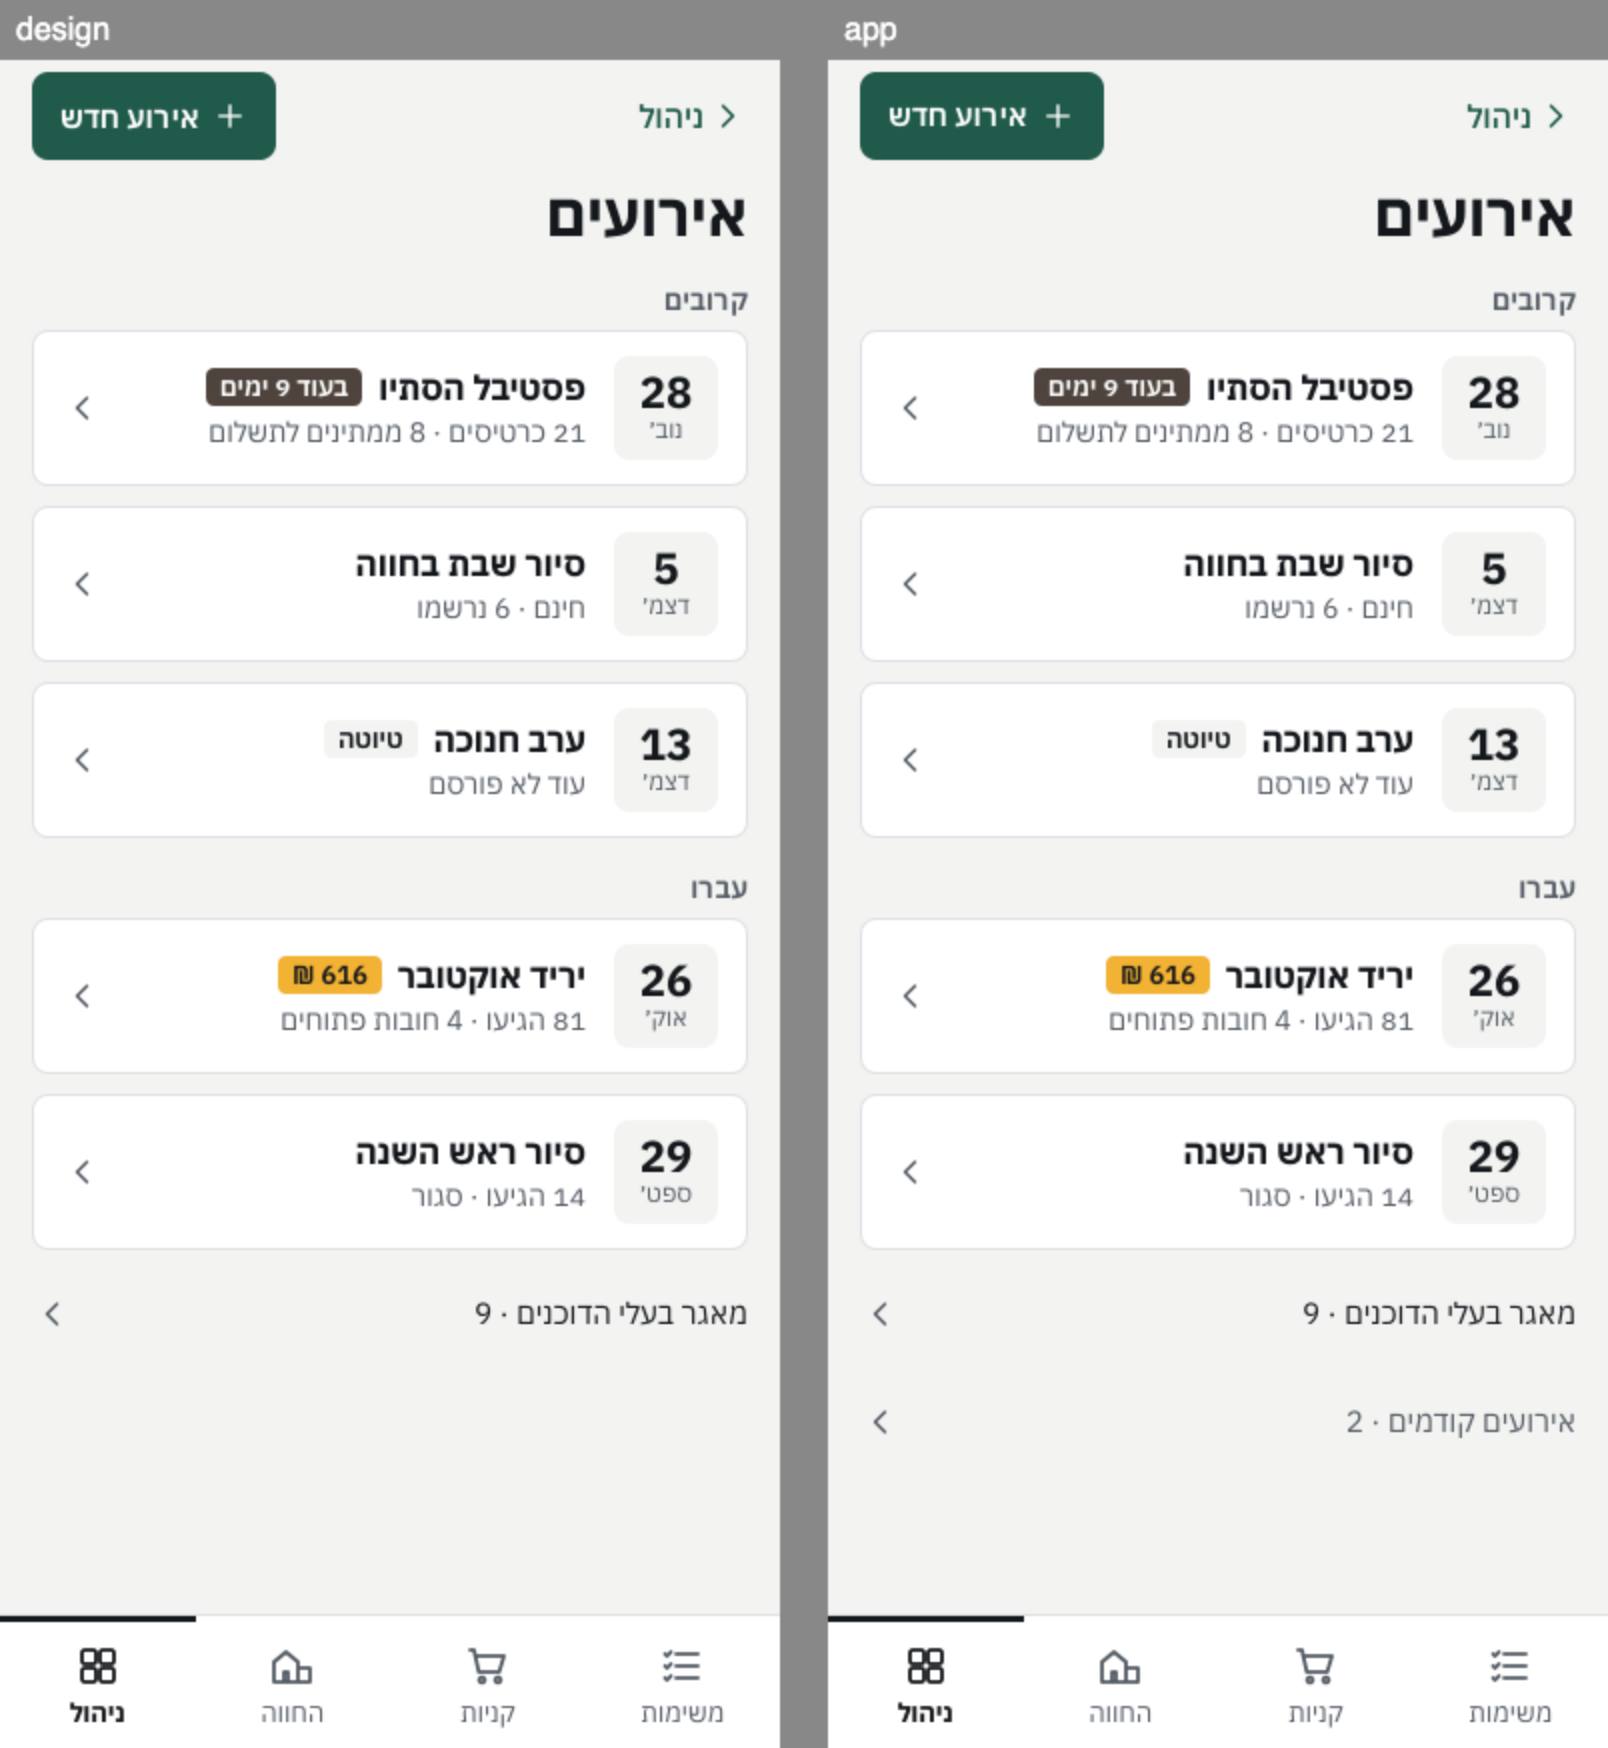 design
ניהול
+ אירוע חדש
אירועים
קרובים
28
נוב׳
פסטיבל הסתיו
בעוד 9 ימים
21 כרטיסים · 8 ממתינים לתשלום
5
דצמ׳
סיור שבת בחווה
חינם · 6 נרשמו
13
דצמ׳
ערב חנוכה
טיוטה
עוד לא פורסם
עברו
26
אוק׳
יריד אוקטובר
616 ₪
81 הגיעו · 4 חובות פתוחים
29
ספט׳
סיור ראש השנה
14 הגיעו · סגור
מאגר בעלי הדוכנים · 9
משימות
קניות
החווה
ניהול
app
ניהול
+ אירוע חדש
אירועים
קרובים
28
נוב׳
פסטיבל הסתיו
בעוד 9 ימים
21 כרטיסים · 8 ממתינים לתשלום
5
דצמ׳
סיור שבת בחווה
חינם · 6 נרשמו
13
דצמ׳
ערב חנוכה
טיוטה
עוד לא פורסם
עברו
26
אוק׳
יריד אוקטובר
616 ₪
81 הגיעו · 4 חובות פתוחים
29
ספט׳
סיור ראש השנה
14 הגיעו · סגור
מאגר בעלי הדוכנים · 9
אירועים קודמים · 2
משימות
קניות
החווה
ניהול